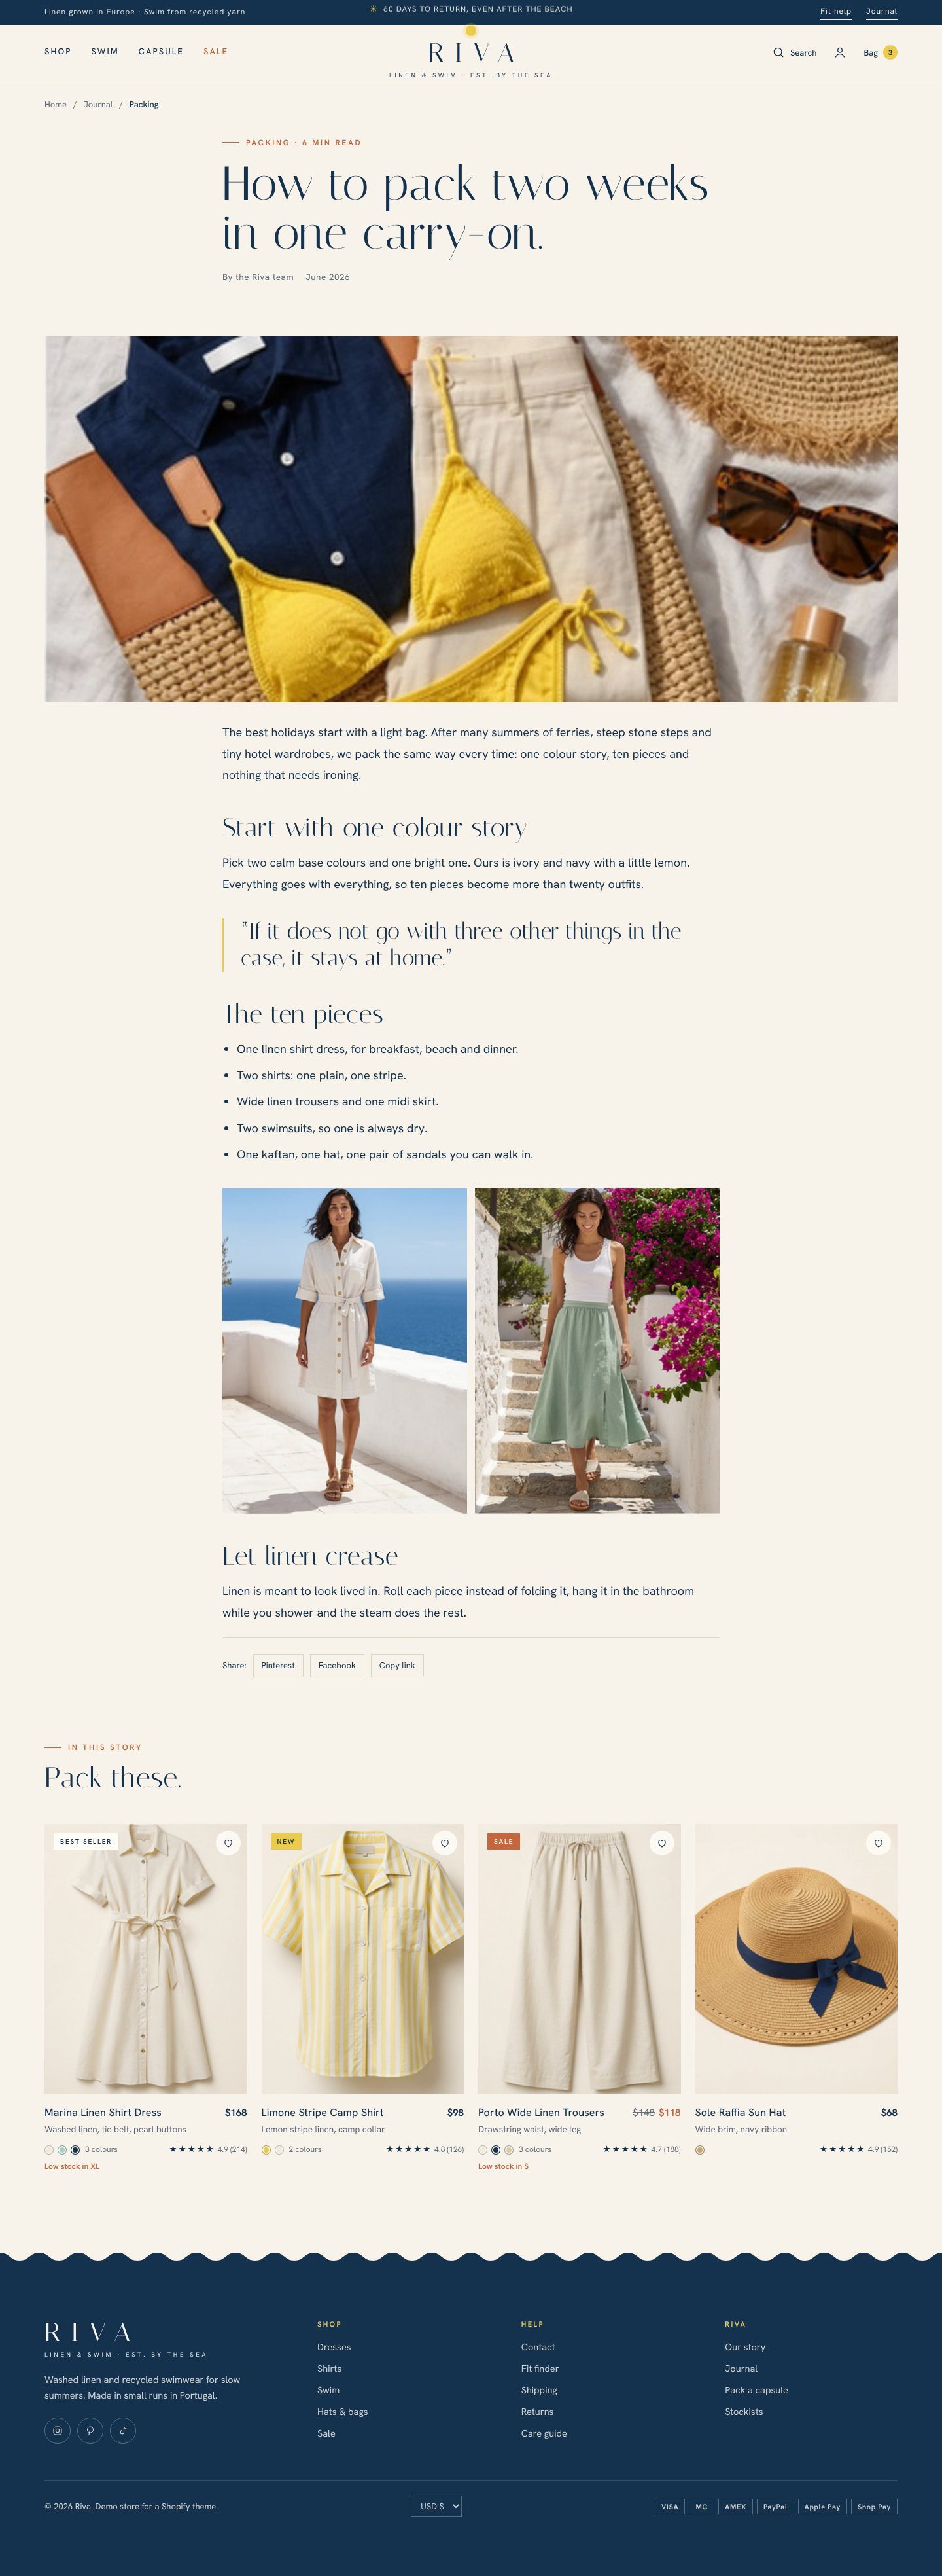 Linen grown in Europe · Swim from recycled yarn
60 DAYS TO RETURN, EVEN AFTER THE BEACH
Fit help
Journal
SHOP
SWIM
CAPSULE
SALE
RIVA
LINEN & SWIM · EST. BY THE SEA
Search
Bag 3
Home / Journal / Packing
PACKING · 6 MIN READ
How to pack two weeks
in one carry-on.
By the Riva team June 2026
The best holidays start with a light bag. After many summers of ferries, steep stone steps and
tiny hotel wardrobes, we pack the same way every time: one colour story, ten pieces and
nothing that needs ironing.
Start with one colour story
Pick two calm base colours and one bright one. Ours is ivory and navy with a little lemon.
Everything goes with everything, so ten pieces become more than twenty outfits.
"If it does not go with three other things in the
case, it stays at home."
The ten pieces
• One linen shirt dress, for breakfast, beach and dinner.
• Two shirts: one plain, one stripe.
• Wide linen trousers and one midi skirt.
• Two swimsuits, so one is always dry.
• One kaftan, one hat, one pair of sandals you can walk in.
Let linen crease
Linen is meant to look lived in. Roll each piece instead of folding it, hang it in the bathroom
while you shower and the steam does the rest.
Share: Pinterest Facebook Copy link
IN THIS STORY
Pack these.
BEST SELLER
NEW
SALE
Marina Linen Shirt Dress $168
Washed linen, tie belt, pearl buttons
3 colours ★★★★★ 4.9 (214)
Low stock in XL
Limone Stripe Camp Shirt $98
Lemon stripe linen, camp collar
2 colours ★★★★★ 4.8 (126)
Porto Wide Linen Trousers $148 $118
Drawstring waist, wide leg
3 colours ★★★★★ 4.7 (188)
Low stock in S
Sole Raffia Sun Hat $68
Wide brim, navy ribbon
★★★★★ 4.9 (152)
RIVA
LINEN & SWIM · EST. BY THE SEA
Washed linen and recycled swimwear for slow
summers. Made in small runs in Portugal.
SHOP
Dresses
Shirts
Swim
Hats & bags
Sale
HELP
Contact
Fit finder
Shipping
Returns
Care guide
RIVA
Our story
Journal
Pack a capsule
Stockists
© 2026 Riva. Demo store for a Shopify theme.
USD $
VISA MC AMEX PayPal Apple Pay Shop Pay